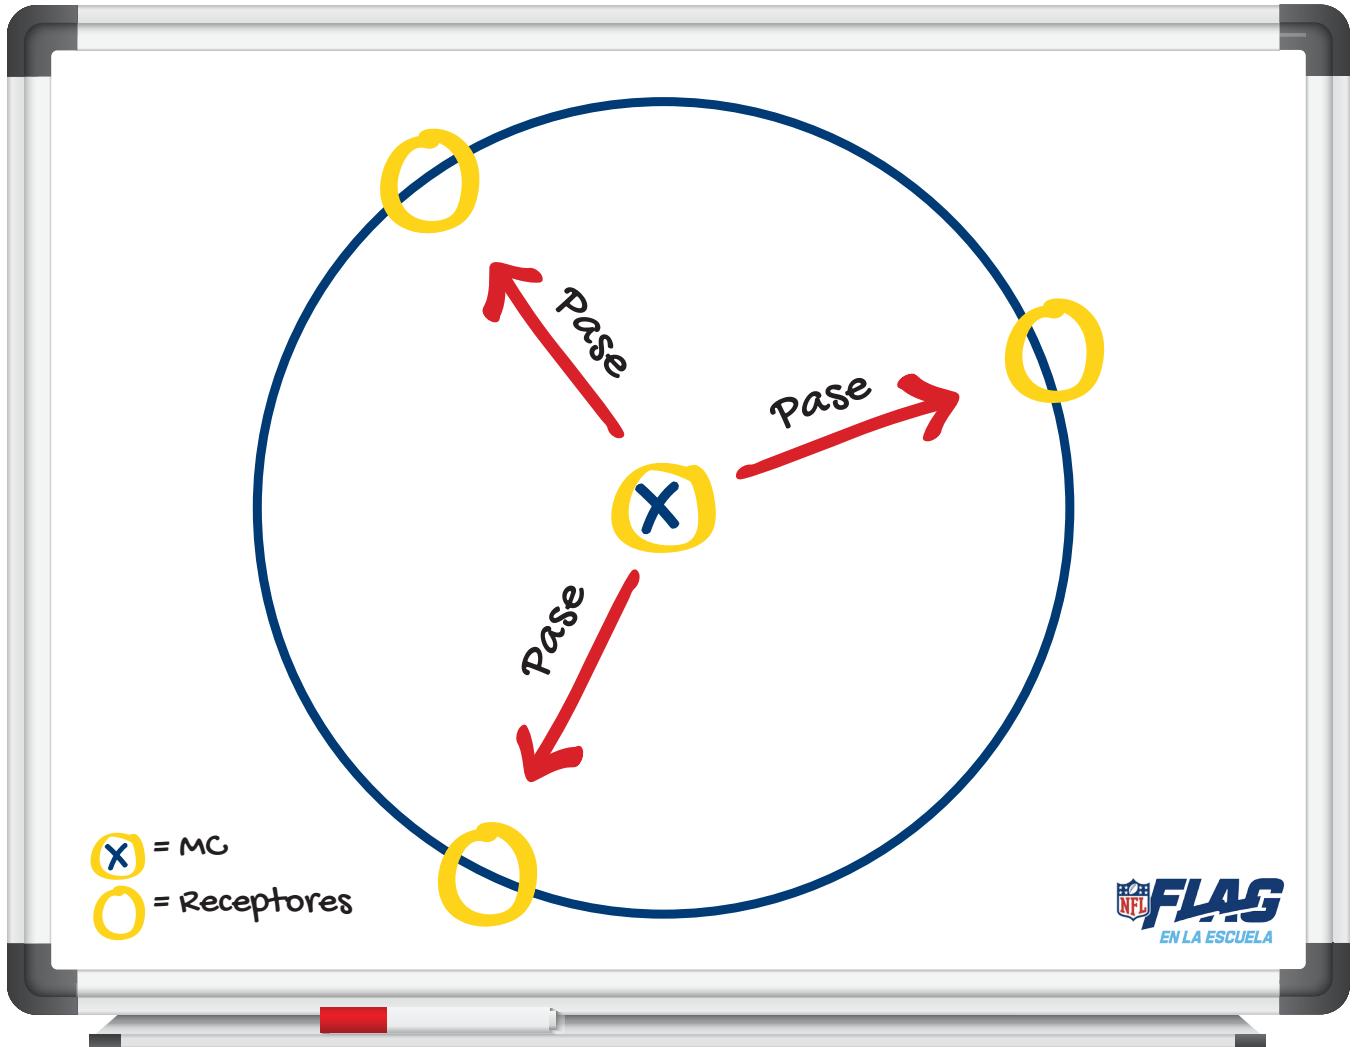 Pase
Pase
Pase
X = MC
= Receptores
NFL FLAG
EN LA ESCUELA